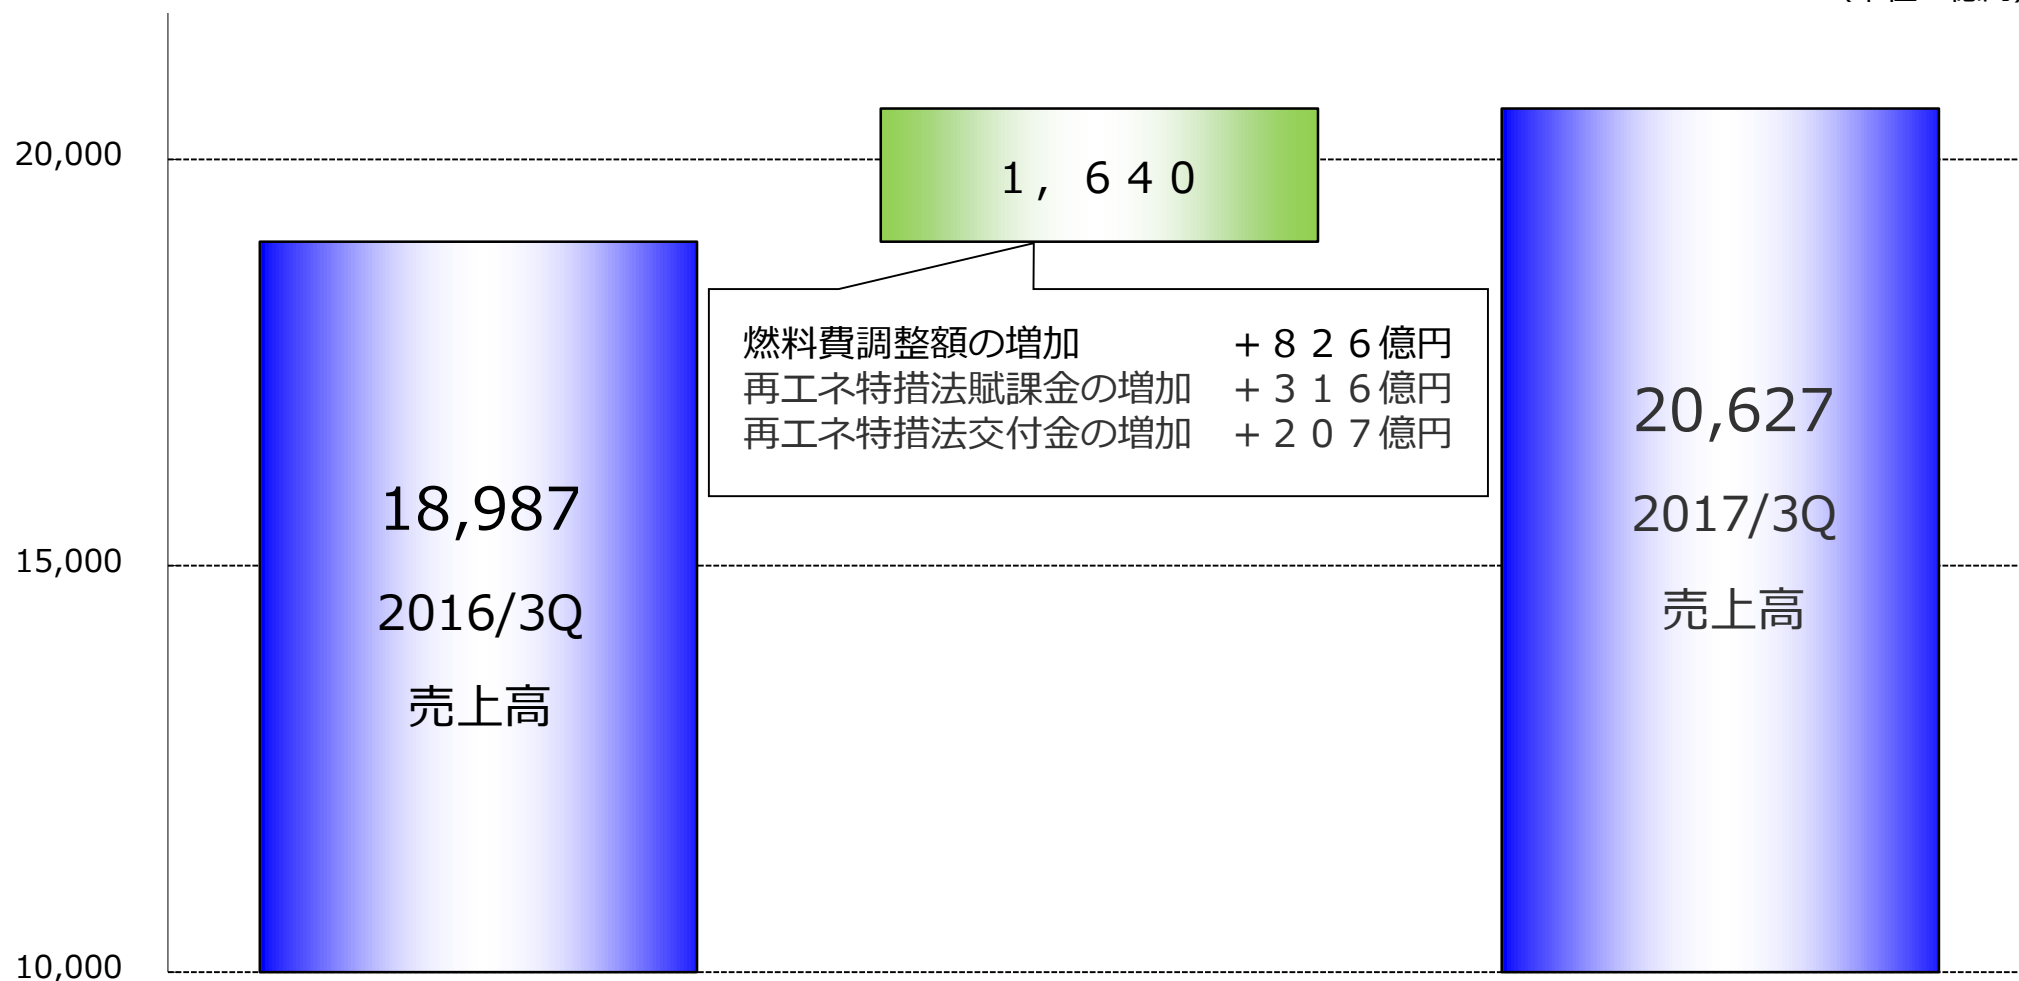 20,000
15,000
10,000
18,987
2016/3Q
売上高
１，６４０
燃料費調整額の増加　＋８２６億円
再エネ特措法賦課金の増加　＋３１６億円
再エネ特措法交付金の増加　＋２０７億円
20,627
2017/3Q
売上高